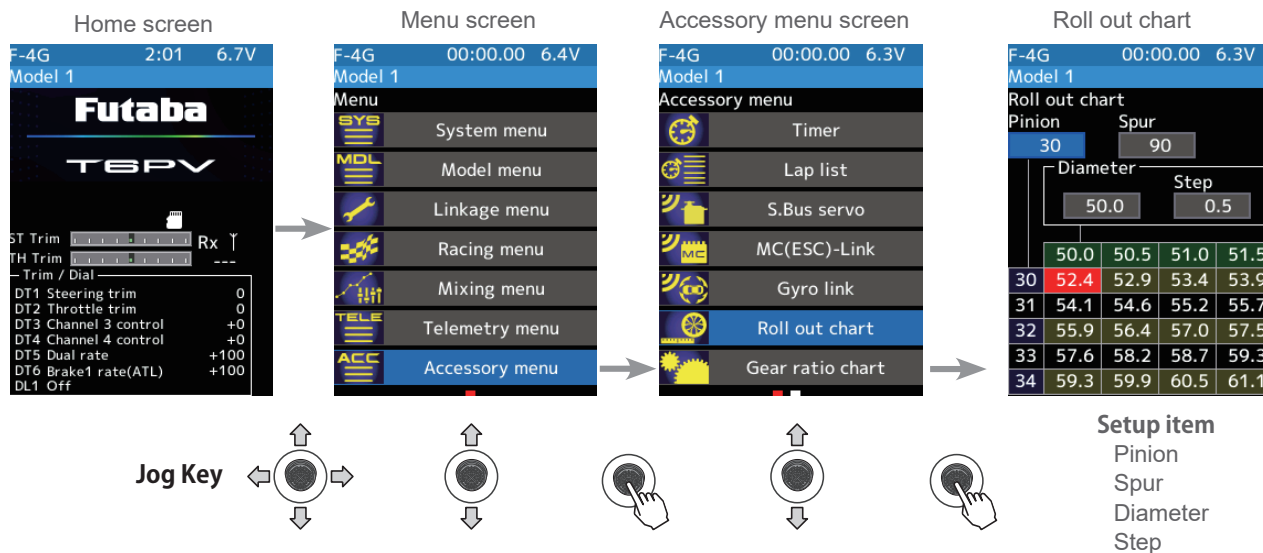 Home screen
F-4G 2:01 6.7V
Model 1
Futaba
T6PV
ST Trim
Rx
TH Trim
---
Trim / Dial
DT1 Steering trim 0
DT2 Throttle trim 0
DT3 Channel 3 control +0
DT4 Channel 4 control +0
DT5 Dual rate +100
DT6 Brake1 rate(ATL) +100
DL1 Off
Menu screen
F-4G 00:00.00 6.4V
Model 1
Menu
SYS System menu
MDL Model menu
Linkage menu
Racing menu
Mixing menu
TELE Telemetry menu
ACC Accessory menu
Accessory menu screen
F-4G 00:00.00 6.3V
Model 1
Accessory menu
Timer
Lap list
S.Bus servo
MC MC(ESC)-Link
Gyro link
Roll out chart
Gear ratio chart
Roll out chart
F-4G 00:00.00 6.3V
Model 1
Roll out chart
Pinion Spur
30 90
Diameter
Step
50.0 0.5
50.0 50.5 51.0 51.5
30 52.4 52.9 53.4 53.9
31 54.1 54.6 55.2 55.7
32 55.9 56.4 57.0 57.5
33 57.6 58.2 58.7 59.3
34 59.3 59.9 60.5 61.1
Jog Key
Setup item
Pinion
Spur
Diameter
Step